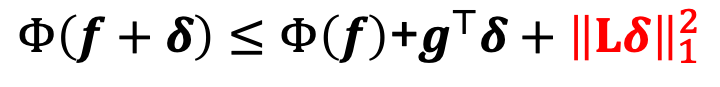 Φ(f + δ) ≤ Φ(f)+g⊤δ + ‖Lδ‖₁²